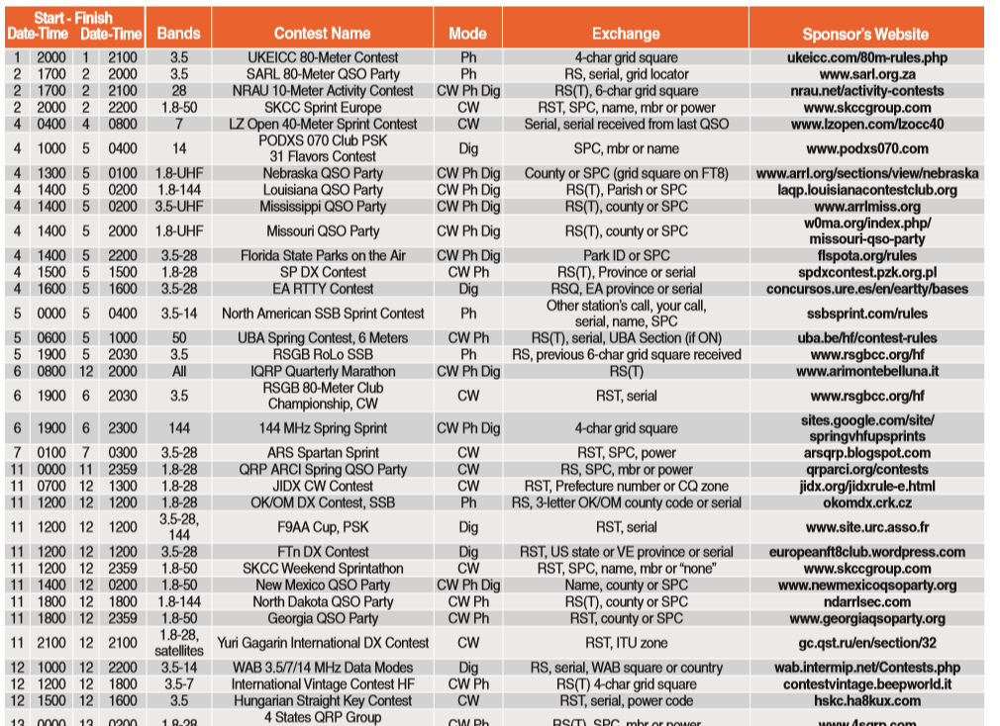 Start - Finish
Date-Time Date-Time Bands Contest Name Mode Exchange Sponsor's Website
1 2000 1 2100 3.5 UKEICC 80-Meter Contest Ph 4-char grid square ukeicc.com/80m-rules.php
2 1700 2 2000 3.5 SARL 80-Meter QSO Party Ph RS, serial, grid locator www.sarl.org.za
2 1700 2 2100 28 NRAU 10-Meter Activity Contest CW Ph Dig RS(T), 6-char grid square nrau.net/activity-contests
2 2000 2 2200 1.8-50 SKCC Sprint Europe CW RST, SPC, name, mbr or power www.skccgroup.com
4 0400 4 0800 7 LZ Open 40-Meter Sprint Contest CW Serial, serial received from last QSO www.lzopen.com/lzocc40
4 1000 5 0400 14 PODXS 070 Club PSK
31 Flavors Contest Dig SPC, mbr or name www.podxs070.com
4 1300 5 0100 1.8-UHF Nebraska QSO Party CW Ph Dig County or SPC (grid square on FT8) www.arrl.org/sections/view/nebraska
4 1400 5 0200 1.8-144 Louisiana QSO Party CW Ph Dig RS(T), Parish or SPC laqp.louisianacontestclub.org
4 1400 5 0200 3.5-UHF Mississippi QSO Party CW Ph Dig RS(T), county or SPC www.arrlmiss.org
4 1400 5 2000 1.8-UHF Missouri QSO Party CW Ph Dig RS(T), county or SPC w0ma.org/index.php/
missouri-qso-party
4 1400 5 2200 3.5-28 Florida State Parks on the Air CW Ph Dig Park ID or SPC flspota.org/rules
4 1500 5 1500 1.8-28 SP DX Contest CW Ph RS(T), Province or serial spdxcontest.pzk.org.pl
4 1600 5 1600 3.5-28 EA RTTY Contest Dig RSQ, EA province or serial concursos.ure.es/en/eartty/bases
5 0000 5 0400 3.5-14 North American SSB Sprint Contest Ph Other station's call, your call,
serial, name, SPC ssbsprint.com/rules
5 0600 5 1000 50 UBA Spring Contest, 6 Meters CW Ph RS(T), serial, UBA Section (if ON) uba.be/hf/contest-rules
5 1900 5 2030 3.5 RSGB RoLo SSB Ph RS, previous 6-char grid square received www.rsgbcc.org/hf
6 0800 12 2000 All IQRP Quarterly Marathon CW Ph Dig RS(T) www.arimontebelluna.it
6 1900 6 2030 3.5 RSGB 80-Meter Club
Championship, CW CW RST, serial www.rsgbcc.org/hf
6 1900 6 2300 144 144 MHz Spring Sprint CW Ph Dig 4-char grid square sites.google.com/site/
springvhfupsprints
7 0100 7 0300 3.5-28 ARS Spartan Sprint CW RST, SPC, power arsqrp.blogspot.com
11 0000 11 2359 1.8-28 QRP ARCI Spring QSO Party CW RS, SPC, mbr or power qrparci.org/contests
11 0700 12 1300 1.8-28 JIDX CW Contest CW RST, Prefecture number or CQ zone jidx.org/jidxrule-e.html
11 1200 12 1200 1.8-28 OK/OM DX Contest, SSB Ph RS, 3-letter OK/OM county code or serial okomdx.crk.cz
11 1200 12 1200 3.5-28,
144 F9AA Cup, PSK Dig RST, serial www.site.urc.asso.fr
11 1200 12 1200 3.5-28 FTn DX Contest Dig RST, US state or VE province or serial europeanft8club.wordpress.com
11 1200 12 2359 1.8-50 SKCC Weekend Sprintathon CW RST, SPC, name, mbr or “none” www.skccgroup.com
11 1400 12 0200 1.8-50 New Mexico QSO Party CW Ph Dig Name, county or SPC www.newmexicoqsoparty.org
11 1800 12 1800 1.8-144 North Dakota QSO Party CW Ph RS(T), county or SPC ndarrlsec.com
11 1800 12 2359 1.8-50 Georgia QSO Party CW Ph RST, county or SPC www.georgiaqsoparty.org
11 2100 12 2100 1.8-28,
satellites Yuri Gagarin International DX Contest CW RST, ITU zone gc.qst.ru/en/section/32
12 1000 12 2200 3.5-14 WAB 3.5/7/14 MHz Data Modes Dig RS, serial, WAB square or country wab.intermip.net/Contests.php
12 1200 12 1800 3.5-7 International Vintage Contest HF CW Ph RS(T) 4-char grid square contestvintage.beepworld.it
12 1500 12 1600 3.5 Hungarian Straight Key Contest CW RST, serial, power code hskc.ha8kux.com
13 0000 13 0200 1.8-28 4 States QRP Group CW Ph RS(T), SPC, mbr or power www.4sqrp.com